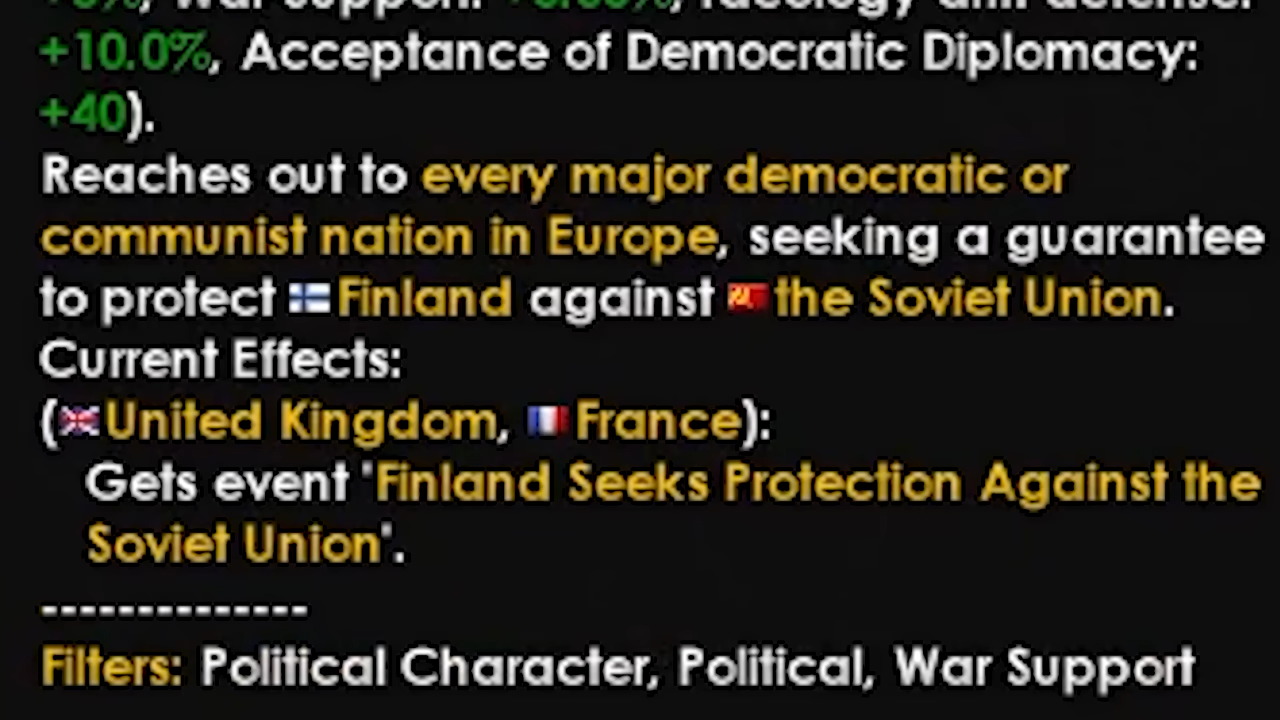 War Support:
+10.0%, Acceptance of Democratic Diplomacy:
+40).
Reaches out to every major democratic or
communist nation in Europe, seeking a guarantee
to protect Finland against the Soviet Union.
Current Effects:
(United Kingdom, France):
Gets event 'Finland Seeks Protection Against the
Soviet Union'.
--------------
Filters: Political Character, Political, War Support